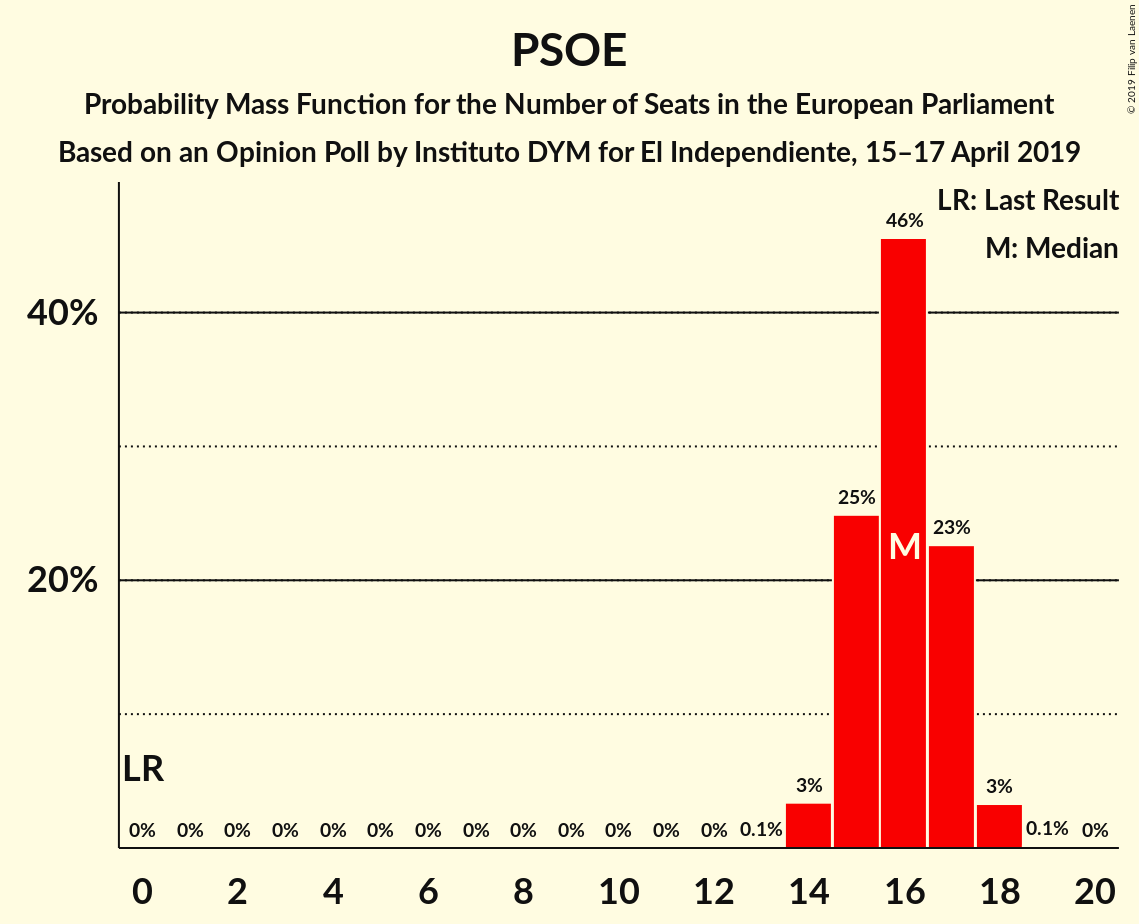 PSOE
Probability Mass Function for the Number of Seats in the European Parliament
Based on an Opinion Poll by Instituto DYM for El Independiente, 15–17 April 2019
© 2019 Filip van Laenen
LR: Last Result
M: Median
40%
20%
46%
25%
23%
M
LR
3%
3%
0% 0% 0% 0% 0% 0% 0% 0% 0% 0% 0% 0% 0% 0.1% 0.1% 0%
0 2 4 6 8 10 12 14 16 18 20